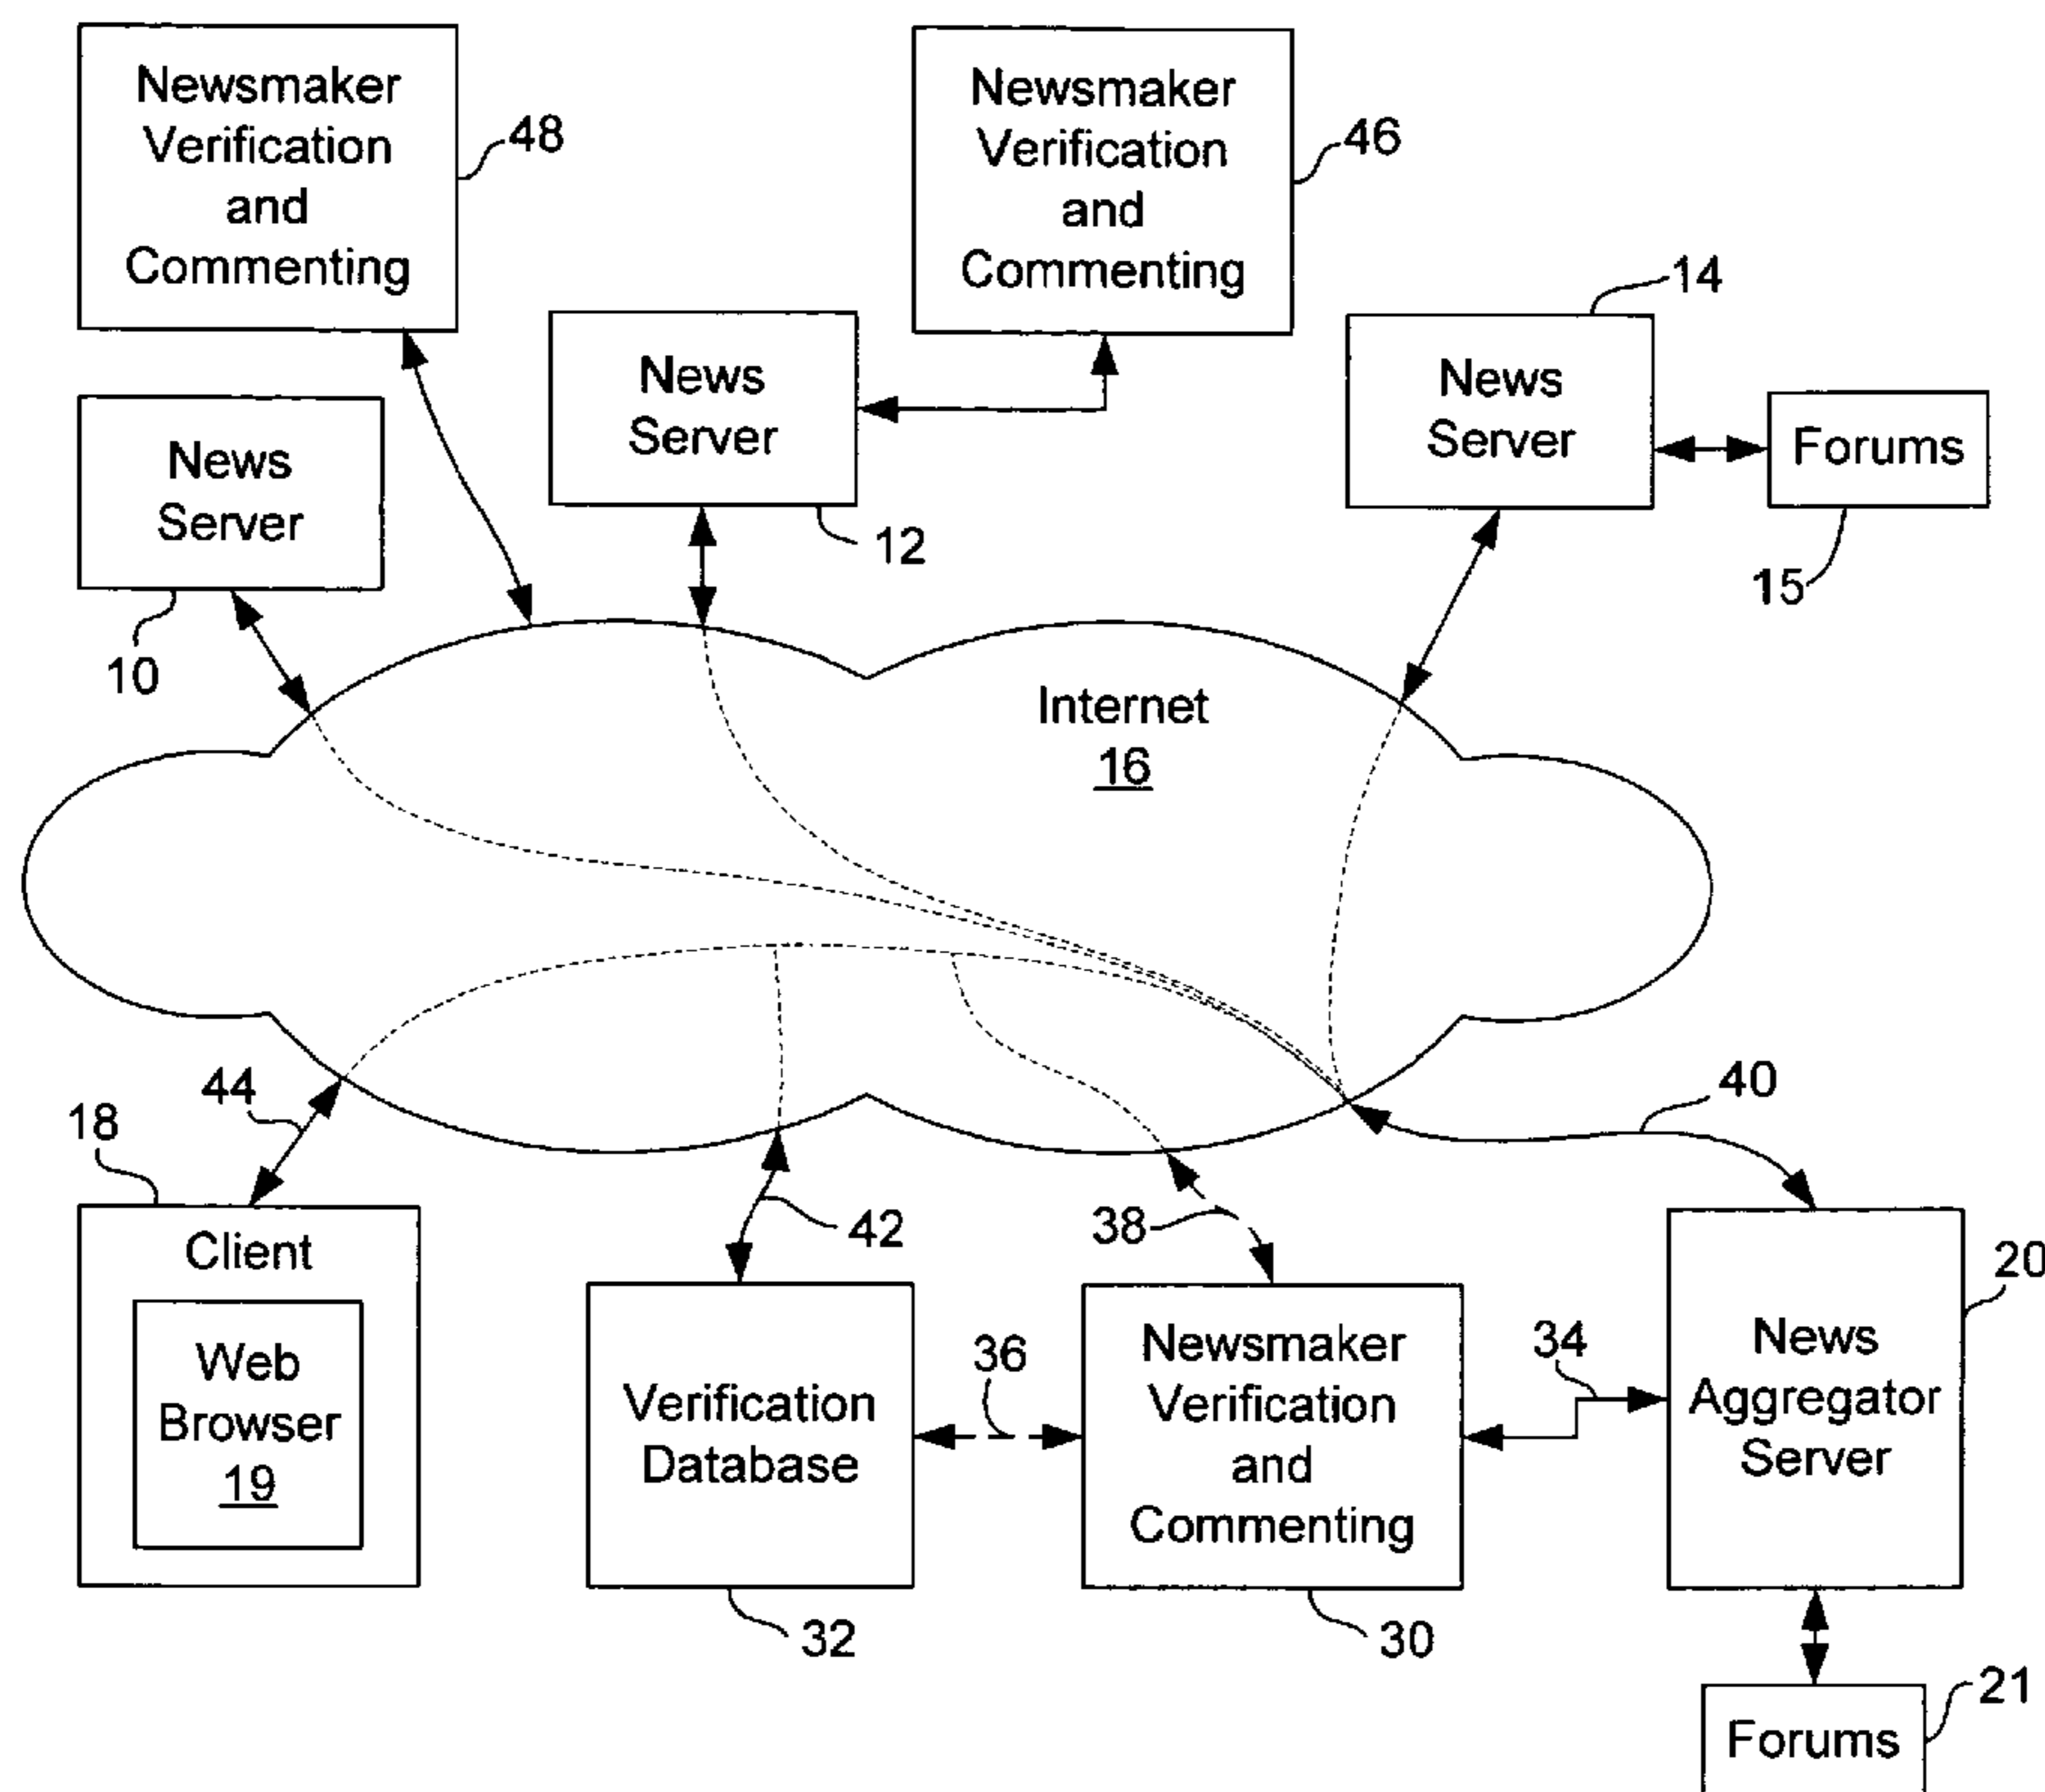 Newsmaker
Verification
and
Commenting
48
Newsmaker
Verification
and
Commenting
46
14
News
Server
12
News
Server
Forums
15
News
Server
10
Internet
16
44
18
Client
Web
Browser
19
42
38
40
20
Verification
Database
32
36
Newsmaker
Verification
and
Commenting
30
34
News
Aggregator
Server
21
Forums